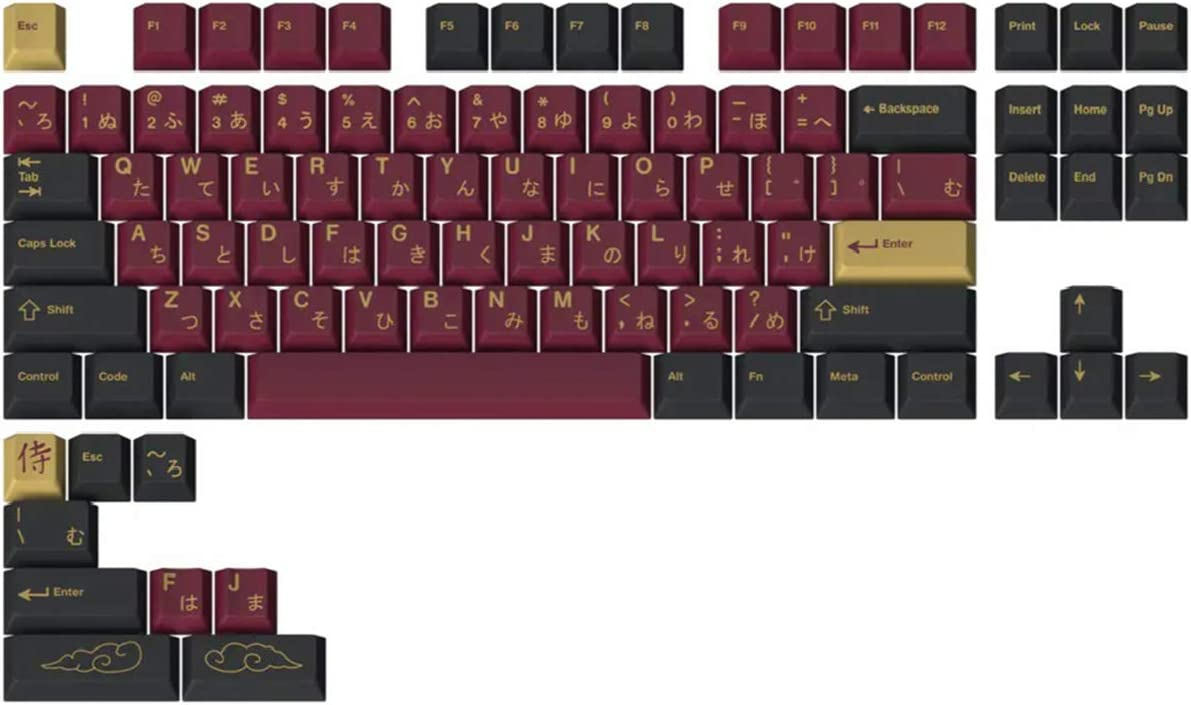 Esc F1 F2 F3 F4 F5 F6 F7 F8 F9 F10 F11 F12 Print Lock Pause
~ ! @ # $ % ^ & * ( ) _ +
` ろ 1 ぬ 2 ふ 3 あ 4 う 5 え 6 お 7 や 8 ゆ 9 よ 0 わ - ほ = へ ← Backspace Insert Home Pg Up
Tab Q W E R T Y U I O P { } |
た て い す か ん な に ら せ [ ゛ ] ゜ \ む Delete End Pg Dn
Caps Lock A S D F G H J K L : " Enter
ち と し は き く ま の り ; れ ' け
Shift Z X C V B N M < > ? Shift ↑
つ さ そ ひ こ み も , ね . る / め
Control Code Alt Alt Fn Meta Control ← ↓ →
侍 Esc ~
` ろ
|
\ む
Enter F J
は ま